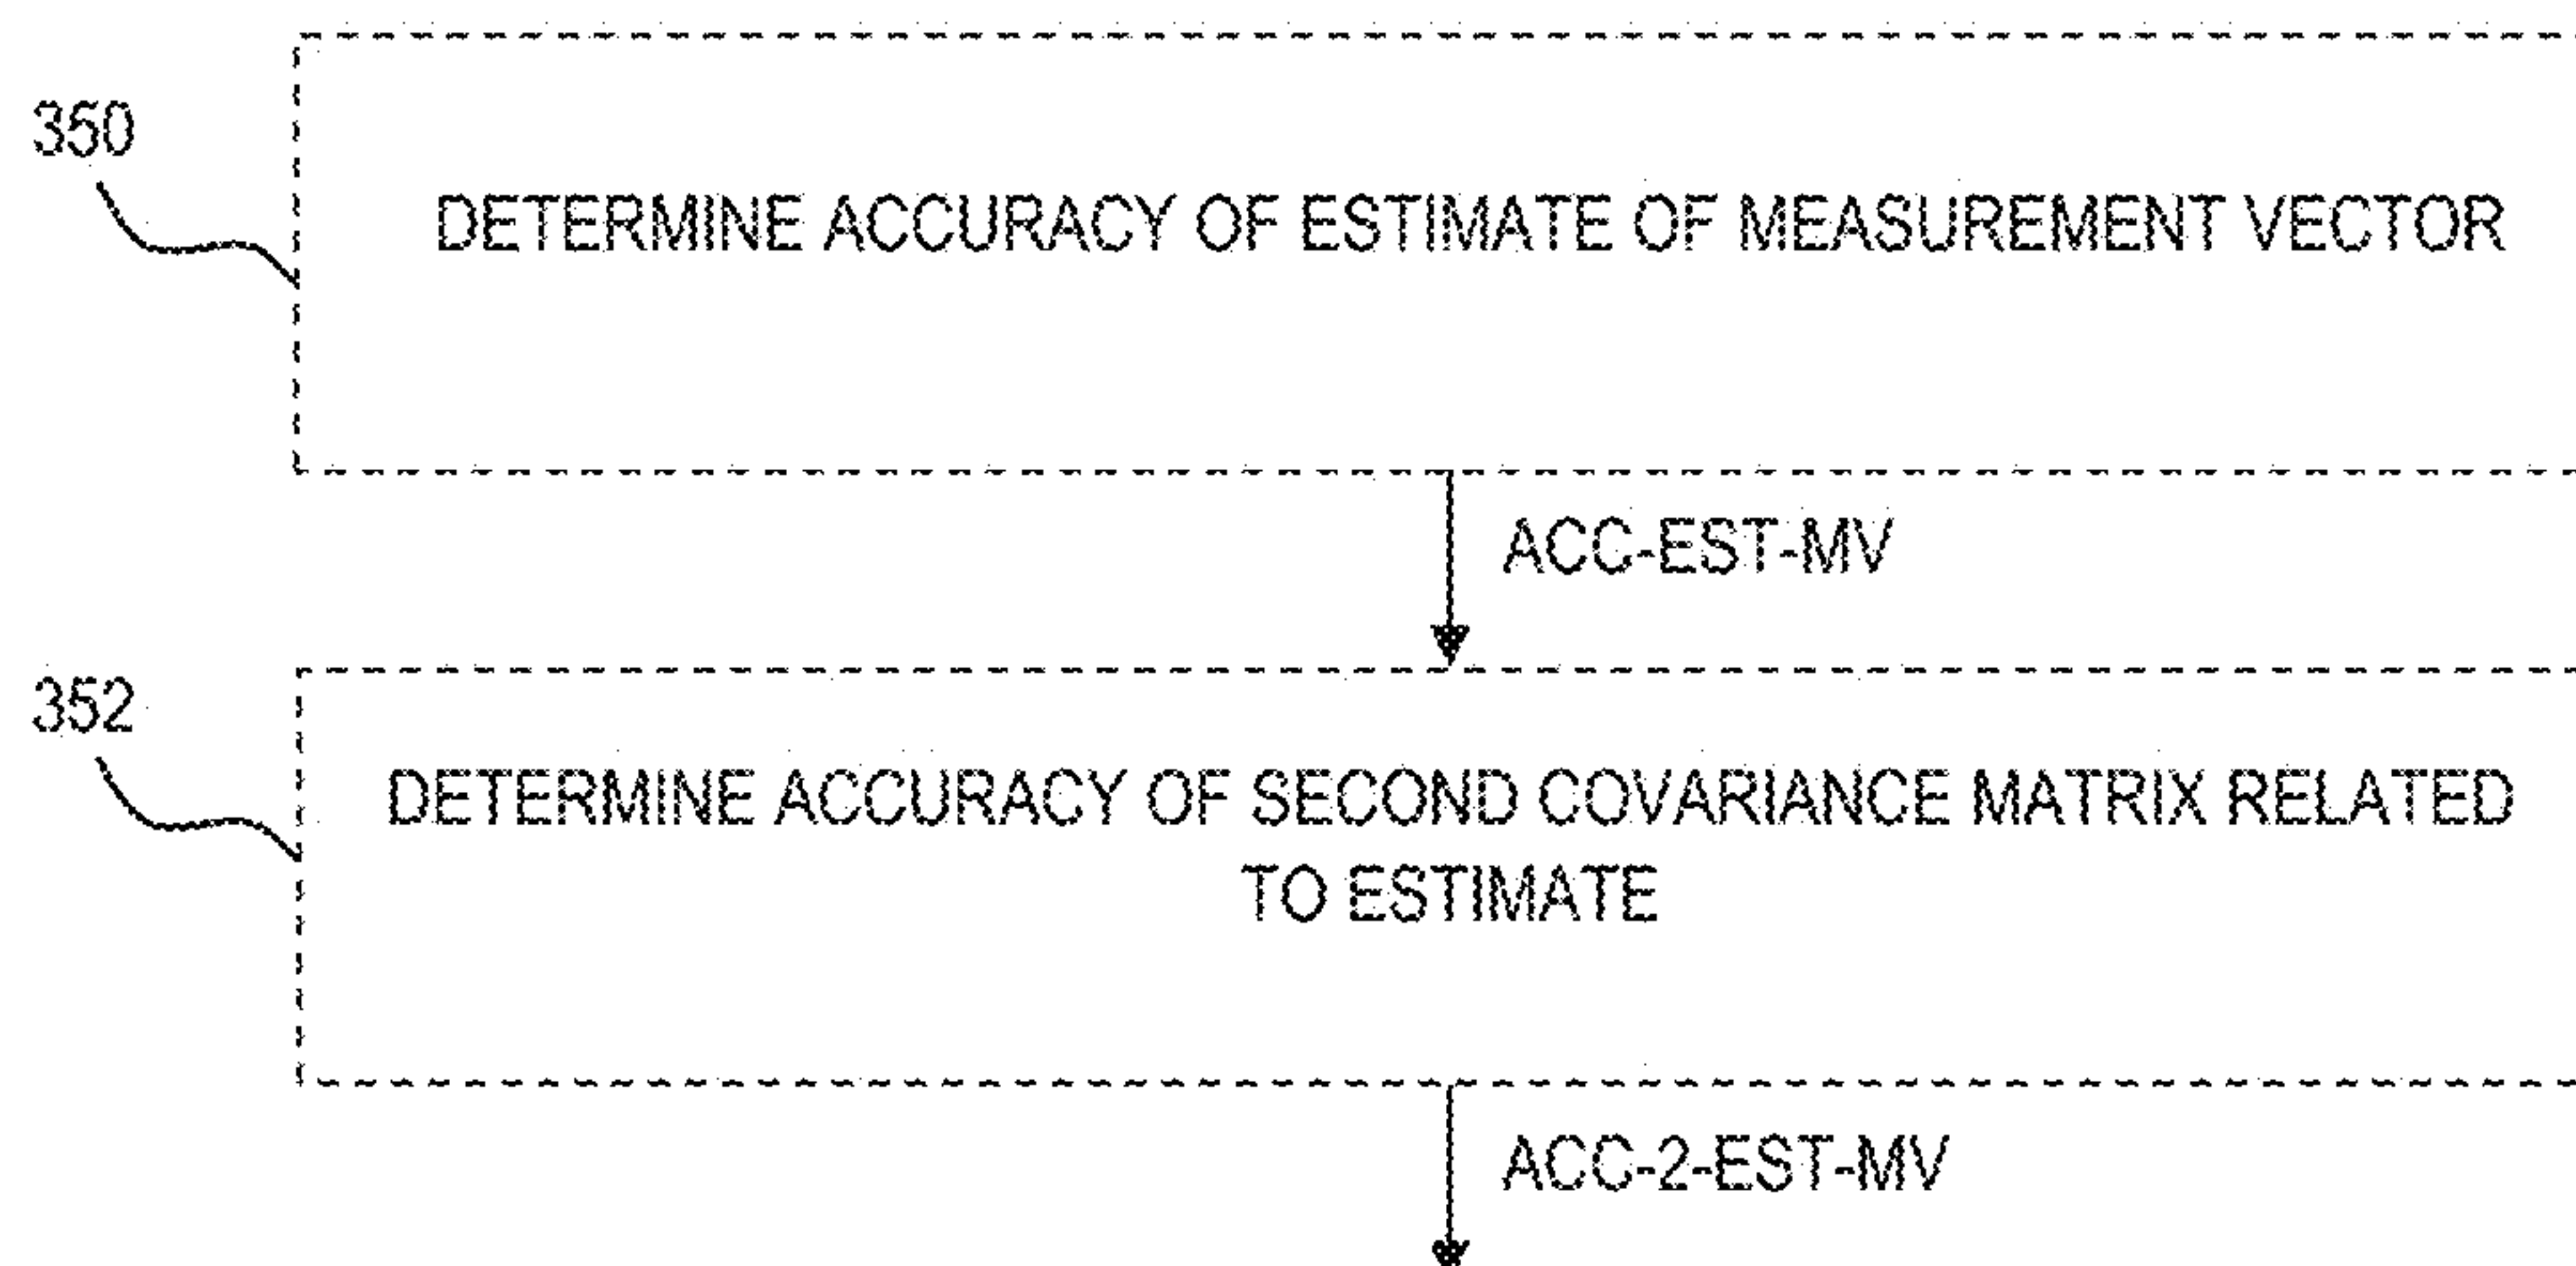 350
DETERMINE ACCURACY OF ESTIMATE OF MEASUREMENT VECTOR
ACC-EST-MV
352
DETERMINE ACCURACY OF SECOND COVARIANCE MATRIX RELATED
TO ESTIMATE
ACC-2-EST-MV